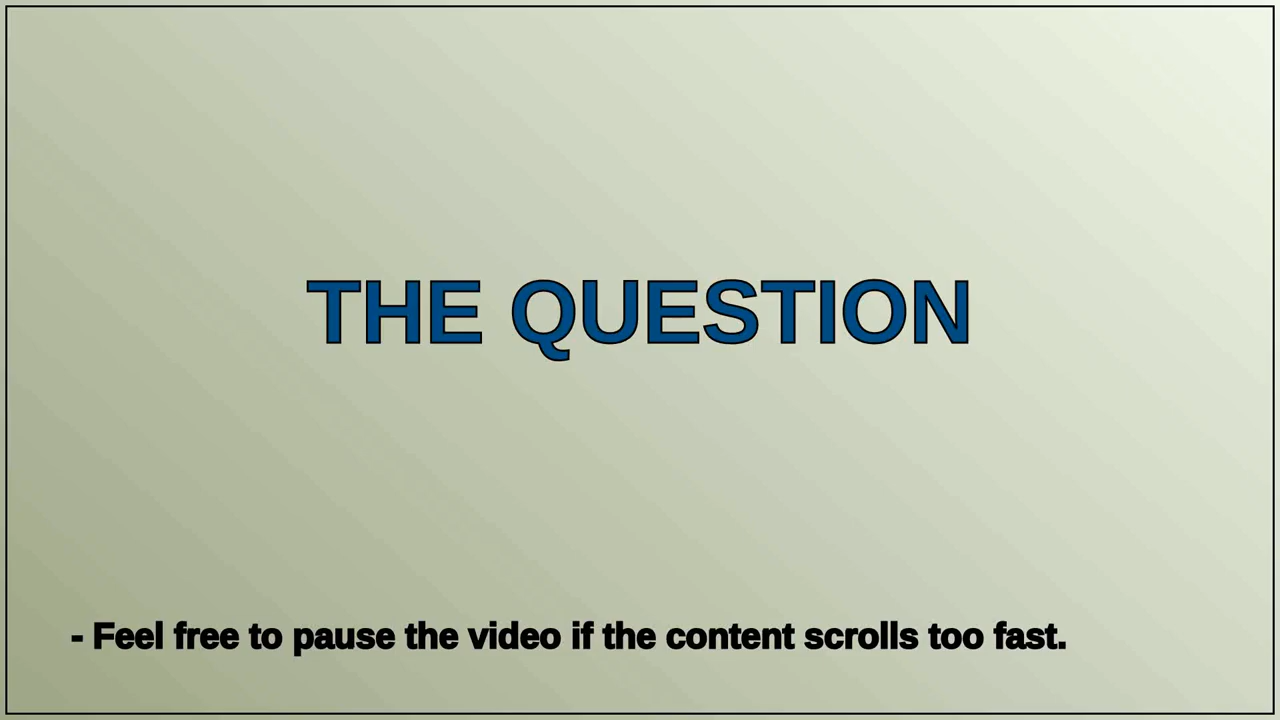 THE QUESTION
- Feel free to pause the video if the content scrolls too fast.